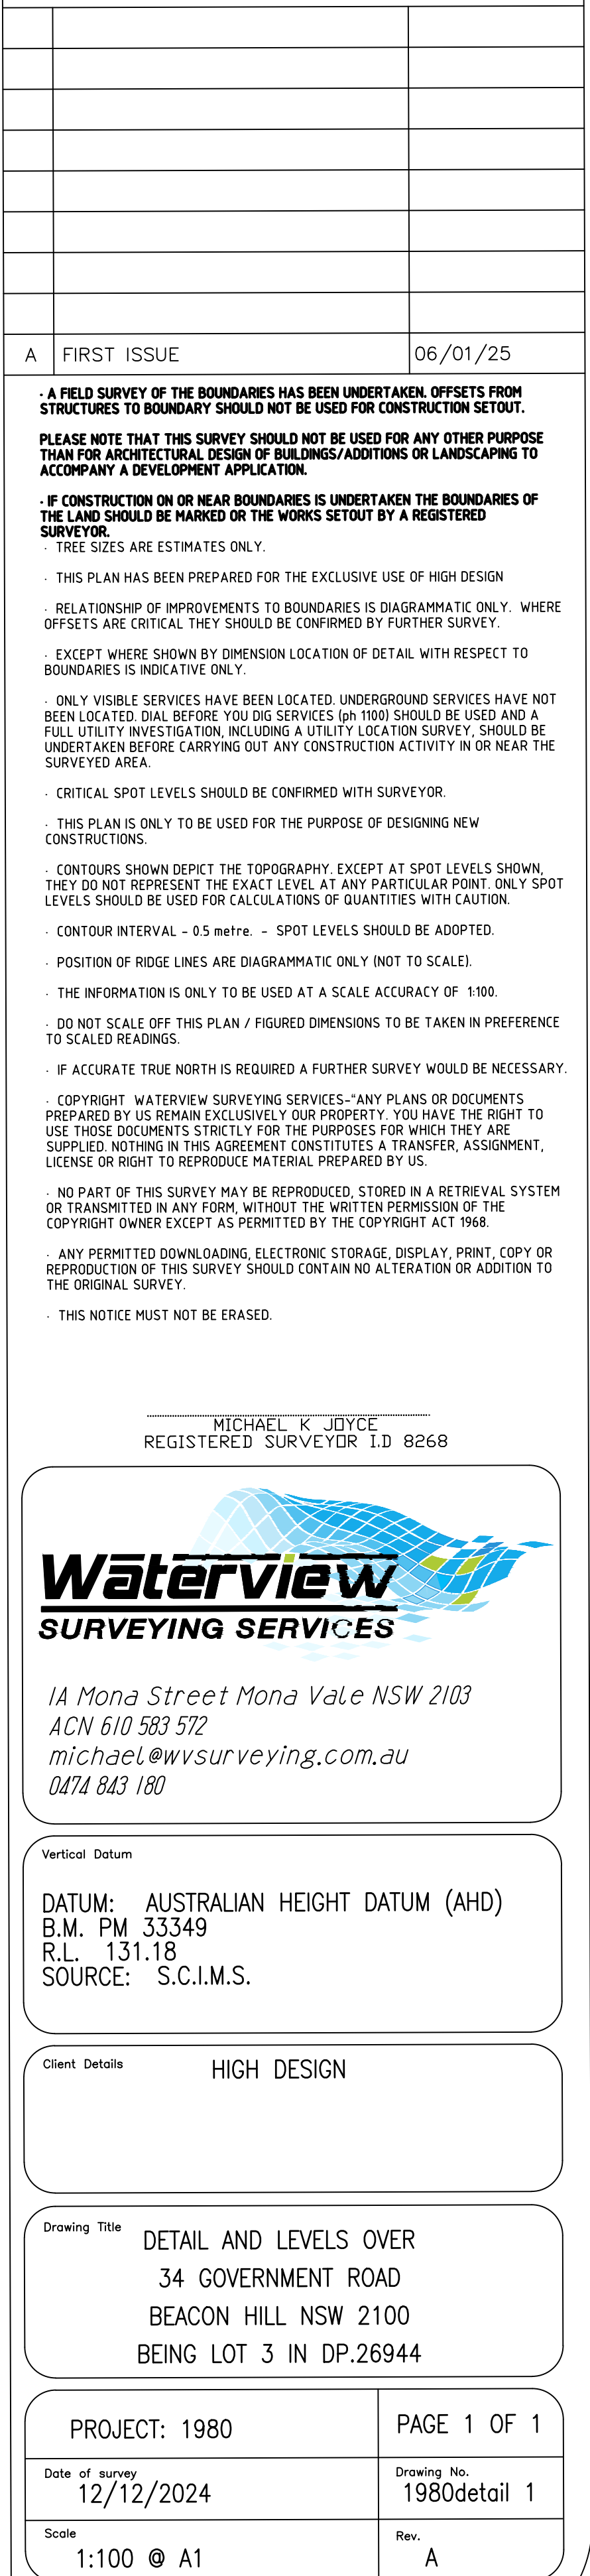 A FIRST ISSUE 06/01/25
· A FIELD SURVEY OF THE BOUNDARIES HAS BEEN UNDERTAKEN. OFFSETS FROM
STRUCTURES TO BOUNDARY SHOULD NOT BE USED FOR CONSTRUCTION SETOUT.
PLEASE NOTE THAT THIS SURVEY SHOULD NOT BE USED FOR ANY OTHER PURPOSE
THAN FOR ARCHITECTURAL DESIGN OF BUILDINGS/ADDITIONS OR LANDSCAPING TO
ACCOMPANY A DEVELOPMENT APPLICATION.
· IF CONSTRUCTION ON OR NEAR BOUNDARIES IS UNDERTAKEN THE BOUNDARIES OF
THE LAND SHOULD BE MARKED OR THE WORKS SETOUT BY A REGISTERED
SURVEYOR.
· TREE SIZES ARE ESTIMATES ONLY.
· THIS PLAN HAS BEEN PREPARED FOR THE EXCLUSIVE USE OF HIGH DESIGN
· RELATIONSHIP OF IMPROVEMENTS TO BOUNDARIES IS DIAGRAMMATIC ONLY. WHERE
OFFSETS ARE CRITICAL THEY SHOULD BE CONFIRMED BY FURTHER SURVEY.
· EXCEPT WHERE SHOWN BY DIMENSION LOCATION OF DETAIL WITH RESPECT TO
BOUNDARIES IS INDICATIVE ONLY.
· ONLY VISIBLE SERVICES HAVE BEEN LOCATED. UNDERGROUND SERVICES HAVE NOT
BEEN LOCATED. DIAL BEFORE YOU DIG SERVICES (ph 1100) SHOULD BE USED AND A
FULL UTILITY INVESTIGATION, INCLUDING A UTILITY LOCATION SURVEY, SHOULD BE
UNDERTAKEN BEFORE CARRYING OUT ANY CONSTRUCTION ACTIVITY IN OR NEAR THE
SURVEYED AREA.
· CRITICAL SPOT LEVELS SHOULD BE CONFIRMED WITH SURVEYOR.
· THIS PLAN IS ONLY TO BE USED FOR THE PURPOSE OF DESIGNING NEW
CONSTRUCTIONS.
· CONTOURS SHOWN DEPICT THE TOPOGRAPHY. EXCEPT AT SPOT LEVELS SHOWN,
THEY DO NOT REPRESENT THE EXACT LEVEL AT ANY PARTICULAR POINT. ONLY SPOT
LEVELS SHOULD BE USED FOR CALCULATIONS OF QUANTITIES WITH CAUTION.
· CONTOUR INTERVAL - 0.5 metre. - SPOT LEVELS SHOULD BE ADOPTED.
· POSITION OF RIDGE LINES ARE DIAGRAMMATIC ONLY (NOT TO SCALE).
· THE INFORMATION IS ONLY TO BE USED AT A SCALE ACCURACY OF 1:100.
· DO NOT SCALE OFF THIS PLAN / FIGURED DIMENSIONS TO BE TAKEN IN PREFERENCE
TO SCALED READINGS.
· IF ACCURATE TRUE NORTH IS REQUIRED A FURTHER SURVEY WOULD BE NECESSARY.
· COPYRIGHT WATERVIEW SURVEYING SERVICES-"ANY PLANS OR DOCUMENTS
PREPARED BY US REMAIN EXCLUSIVELY OUR PROPERTY. YOU HAVE THE RIGHT TO
USE THOSE DOCUMENTS STRICTLY FOR THE PURPOSES FOR WHICH THEY ARE
SUPPLIED. NOTHING IN THIS AGREEMENT CONSTITUTES A TRANSFER, ASSIGNMENT,
LICENSE OR RIGHT TO REPRODUCE MATERIAL PREPARED BY US.
· NO PART OF THIS SURVEY MAY BE REPRODUCED, STORED IN A RETRIEVAL SYSTEM
OR TRANSMITTED IN ANY FORM, WITHOUT THE WRITTEN PERMISSION OF THE
COPYRIGHT OWNER EXCEPT AS PERMITTED BY THE COPYRIGHT ACT 1968.
· ANY PERMITTED DOWNLOADING, ELECTRONIC STORAGE, DISPLAY, PRINT, COPY OR
REPRODUCTION OF THIS SURVEY SHOULD CONTAIN NO ALTERATION OR ADDITION TO
THE ORIGINAL SURVEY.
· THIS NOTICE MUST NOT BE ERASED.
MICHAEL K JOYCE
REGISTERED SURVEYOR I.D 8268
Waterview
SURVEYING SERVICES
1A Mona Street Mona Vale NSW 2103
ACN 610 583 572
michael@wvsurveying.com.au
0474 843 180
Vertical Datum
DATUM: AUSTRALIAN HEIGHT DATUM (AHD)
B.M. PM 33349
R.L. 131.18
SOURCE: S.C.I.M.S.
Client Details HIGH DESIGN
Drawing Title DETAIL AND LEVELS OVER
34 GOVERNMENT ROAD
BEACON HILL NSW 2100
BEING LOT 3 IN DP.26944
PROJECT: 1980 PAGE 1 OF 1
Date of survey Drawing No.
12/12/2024 1980detail 1
Scale Rev.
1:100 @ A1 A